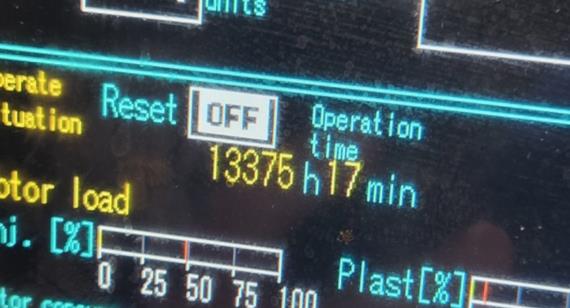 units
perate
tuation
Reset OFF
Operation
time
13375 h 17 min
otor load
nj. [%]
0 25 50 75 100
Plast[%]